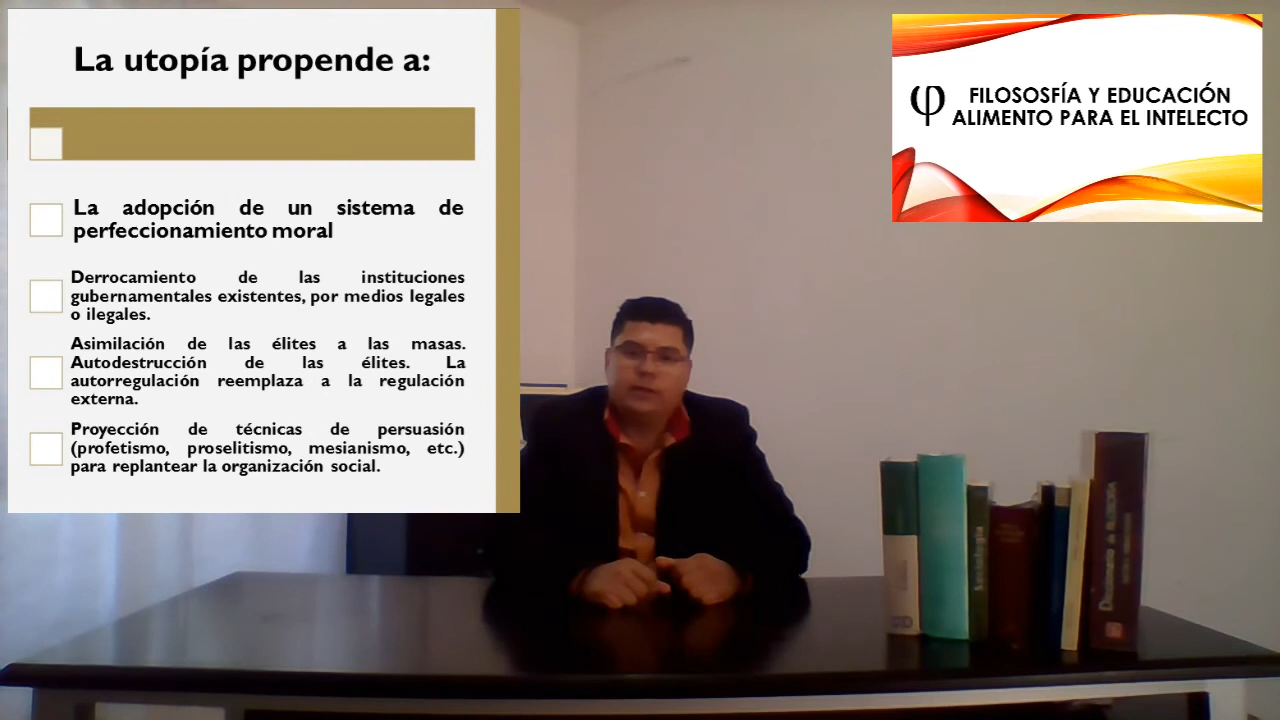 La utopía propende a:
La adopción de un sistema de
perfeccionamiento moral
Derrocamiento de las instituciones
gubernamentales existentes, por medios legales
o ilegales.
Asimilación de las élites a las masas.
Autodestrucción de las élites. La
autorregulación reemplaza a la regulación
externa.
Proyección de técnicas de persuasión
(profetismo, proselitismo, mesianismo, etc.)
para replantear la organización social.
φ FILOSOSFÍA Y EDUCACIÓN
ALIMENTO PARA EL INTELECTO
Sociología